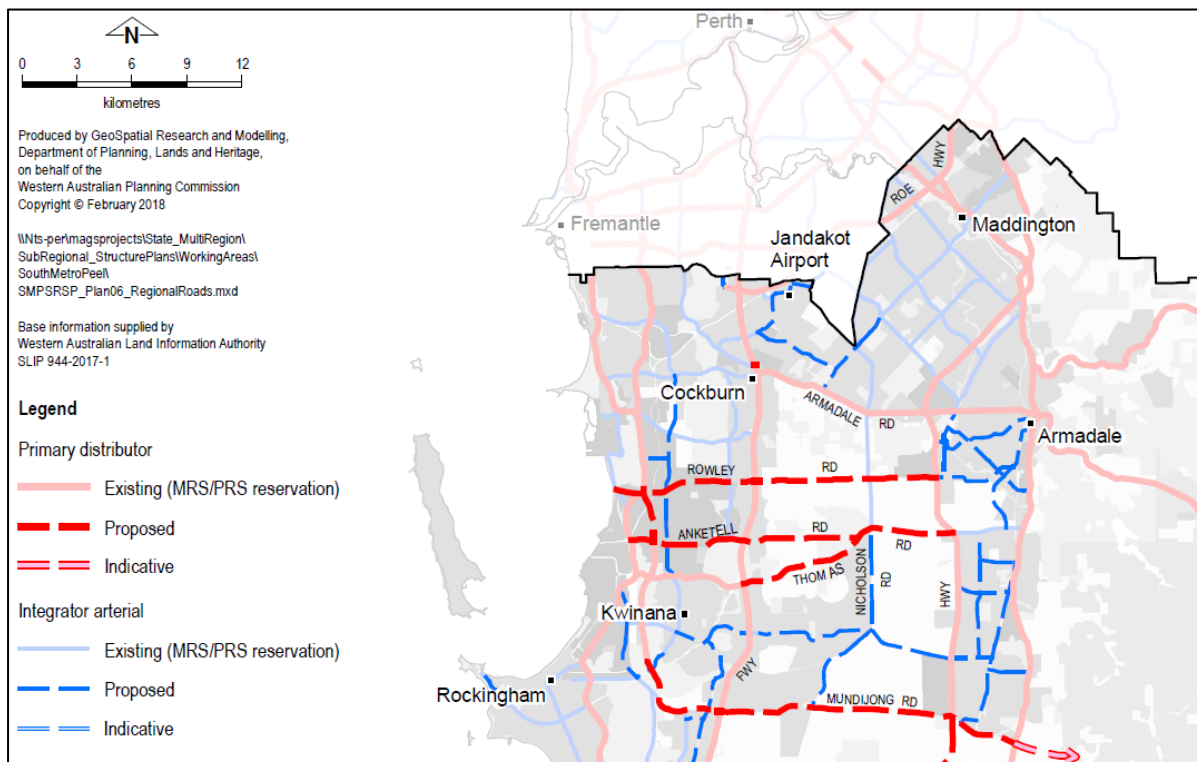 N
0 3 6 9 12
kilometres
Produced by GeoSpatial Research and Modelling,
Department of Planning, Lands and Heritage,
on behalf of the
Western Australian Planning Commission
Copyright © February 2018
\\Nts-per\magsprojects\State_MultiRegion\
SubRegional_StructurePlans\WorkingAreas\
SouthMetroPeel\
SMPSRSP_Plan06_RegionalRoads.mxd
Base information supplied by
Western Australian Land Information Authority
SLIP 944-2017-1
Legend
Primary distributor
Existing (MRS/PRS reservation)
Proposed
Indicative
Integrator arterial
Existing (MRS/PRS reservation)
Proposed
Indicative
Perth
HWY
ROE
Fremantle
Maddington
Jandakot
Airport
Cockburn
ARMADALE
RD
Armadale
ROWLEY
RD
ANKETELL
RD
RD
THOMAS
NICHOLSON
RD
HWY
Kwinana
FWY
Rockingham
MUNDIJONG RD